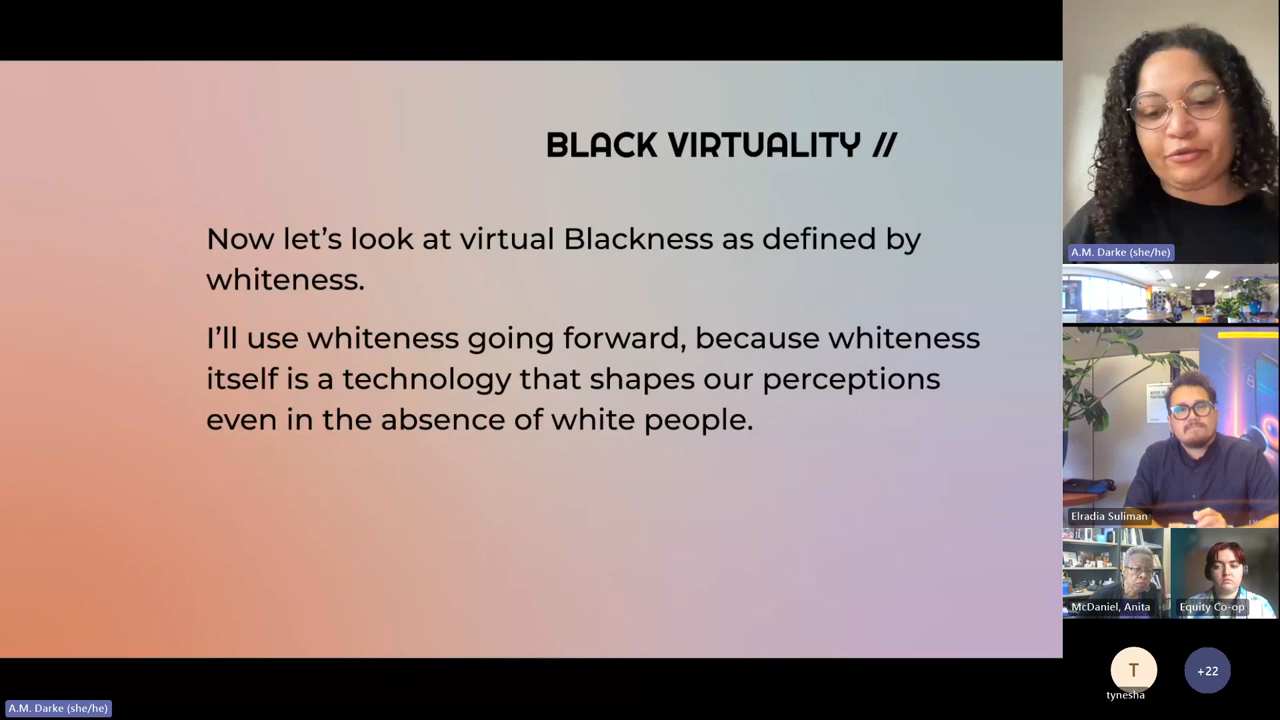 BLACK VIRTUALITY //
Now let's look at virtual Blackness as defined by
whiteness.
I'll use whiteness going forward, because whiteness
itself is a technology that shapes our perceptions
even in the absence of white people.
A.M. Darke (she/he)
A.M. Darke (she/he)
Elradia Suliman
McDaniel, Anita
Equity Co-op
T
tynesha
+22